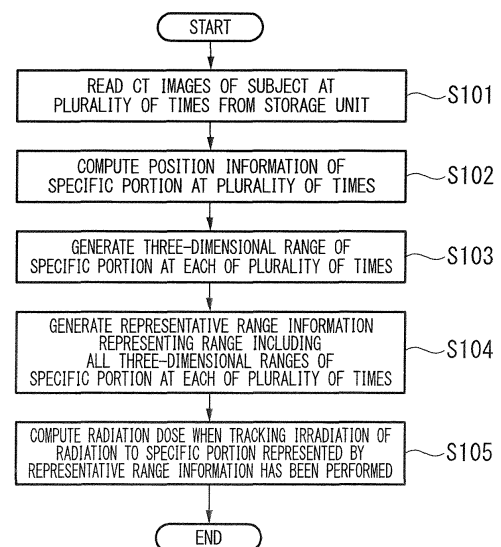 START
READ CT IMAGES OF SUBJECT AT
PLURALITY OF TIMES FROM STORAGE UNIT
S101
COMPUTE POSITION INFORMATION OF
SPECIFIC PORTION AT PLURALITY OF TIMES
S102
GENERATE THREE-DIMENSIONAL RANGE OF
SPECIFIC PORTION AT EACH OF PLURALITY OF TIMES
S103
GENERATE REPRESENTATIVE RANGE INFORMATION
REPRESENTING RANGE INCLUDING
ALL THREE-DIMENSIONAL RANGES OF
SPECIFIC PORTION AT EACH OF PLURALITY OF TIMES
S104
COMPUTE RADIATION DOSE WHEN TRACKING IRRADIATION OF
RADIATION TO SPECIFIC PORTION REPRESENTED BY
REPRESENTATIVE RANGE INFORMATION HAS BEEN PERFORMED
S105
END